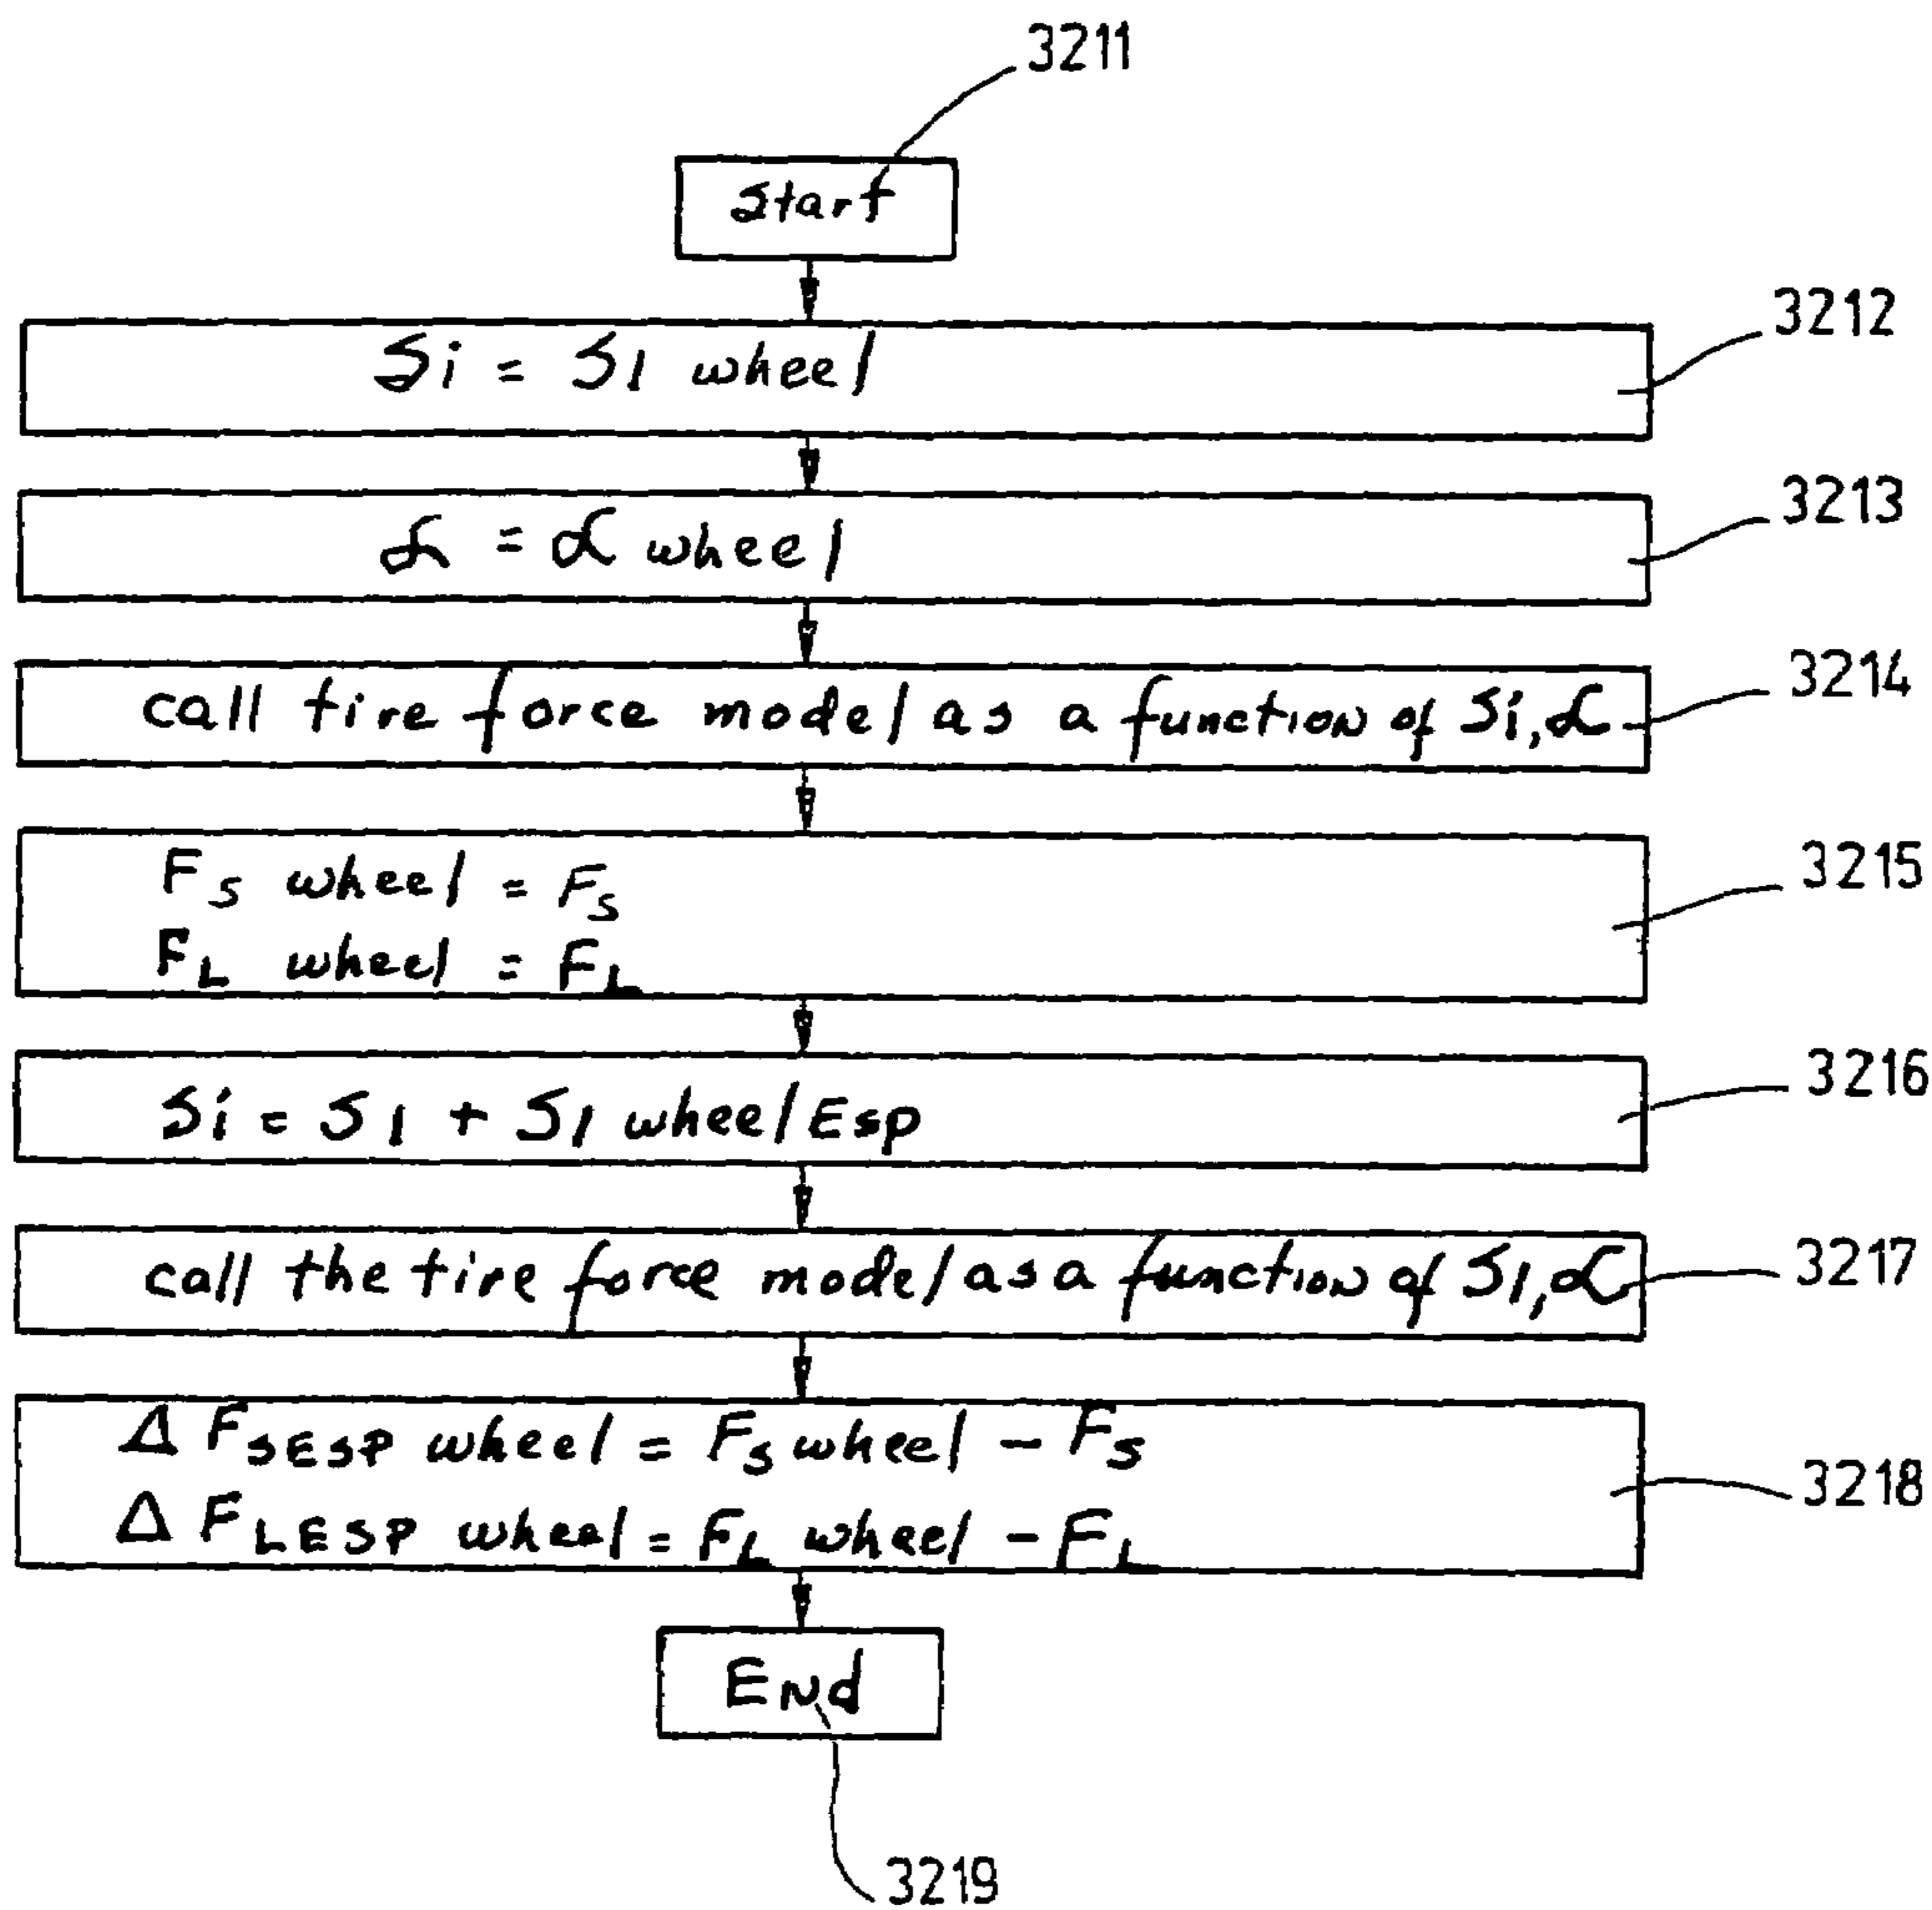 3211
Start
Si = Si wheel
3212
α = α wheel
3213
call tire force model as a function of Si, α
3214
Fs wheel = Fs
FL wheel = FL
3215
Si = Si + Si wheel Esp
3216
call the tire force model as a function of Si, α
3217
Δ FSESP wheel = Fs wheel - Fs
Δ FLESP wheel = FL wheel - FL
3218
End
3219